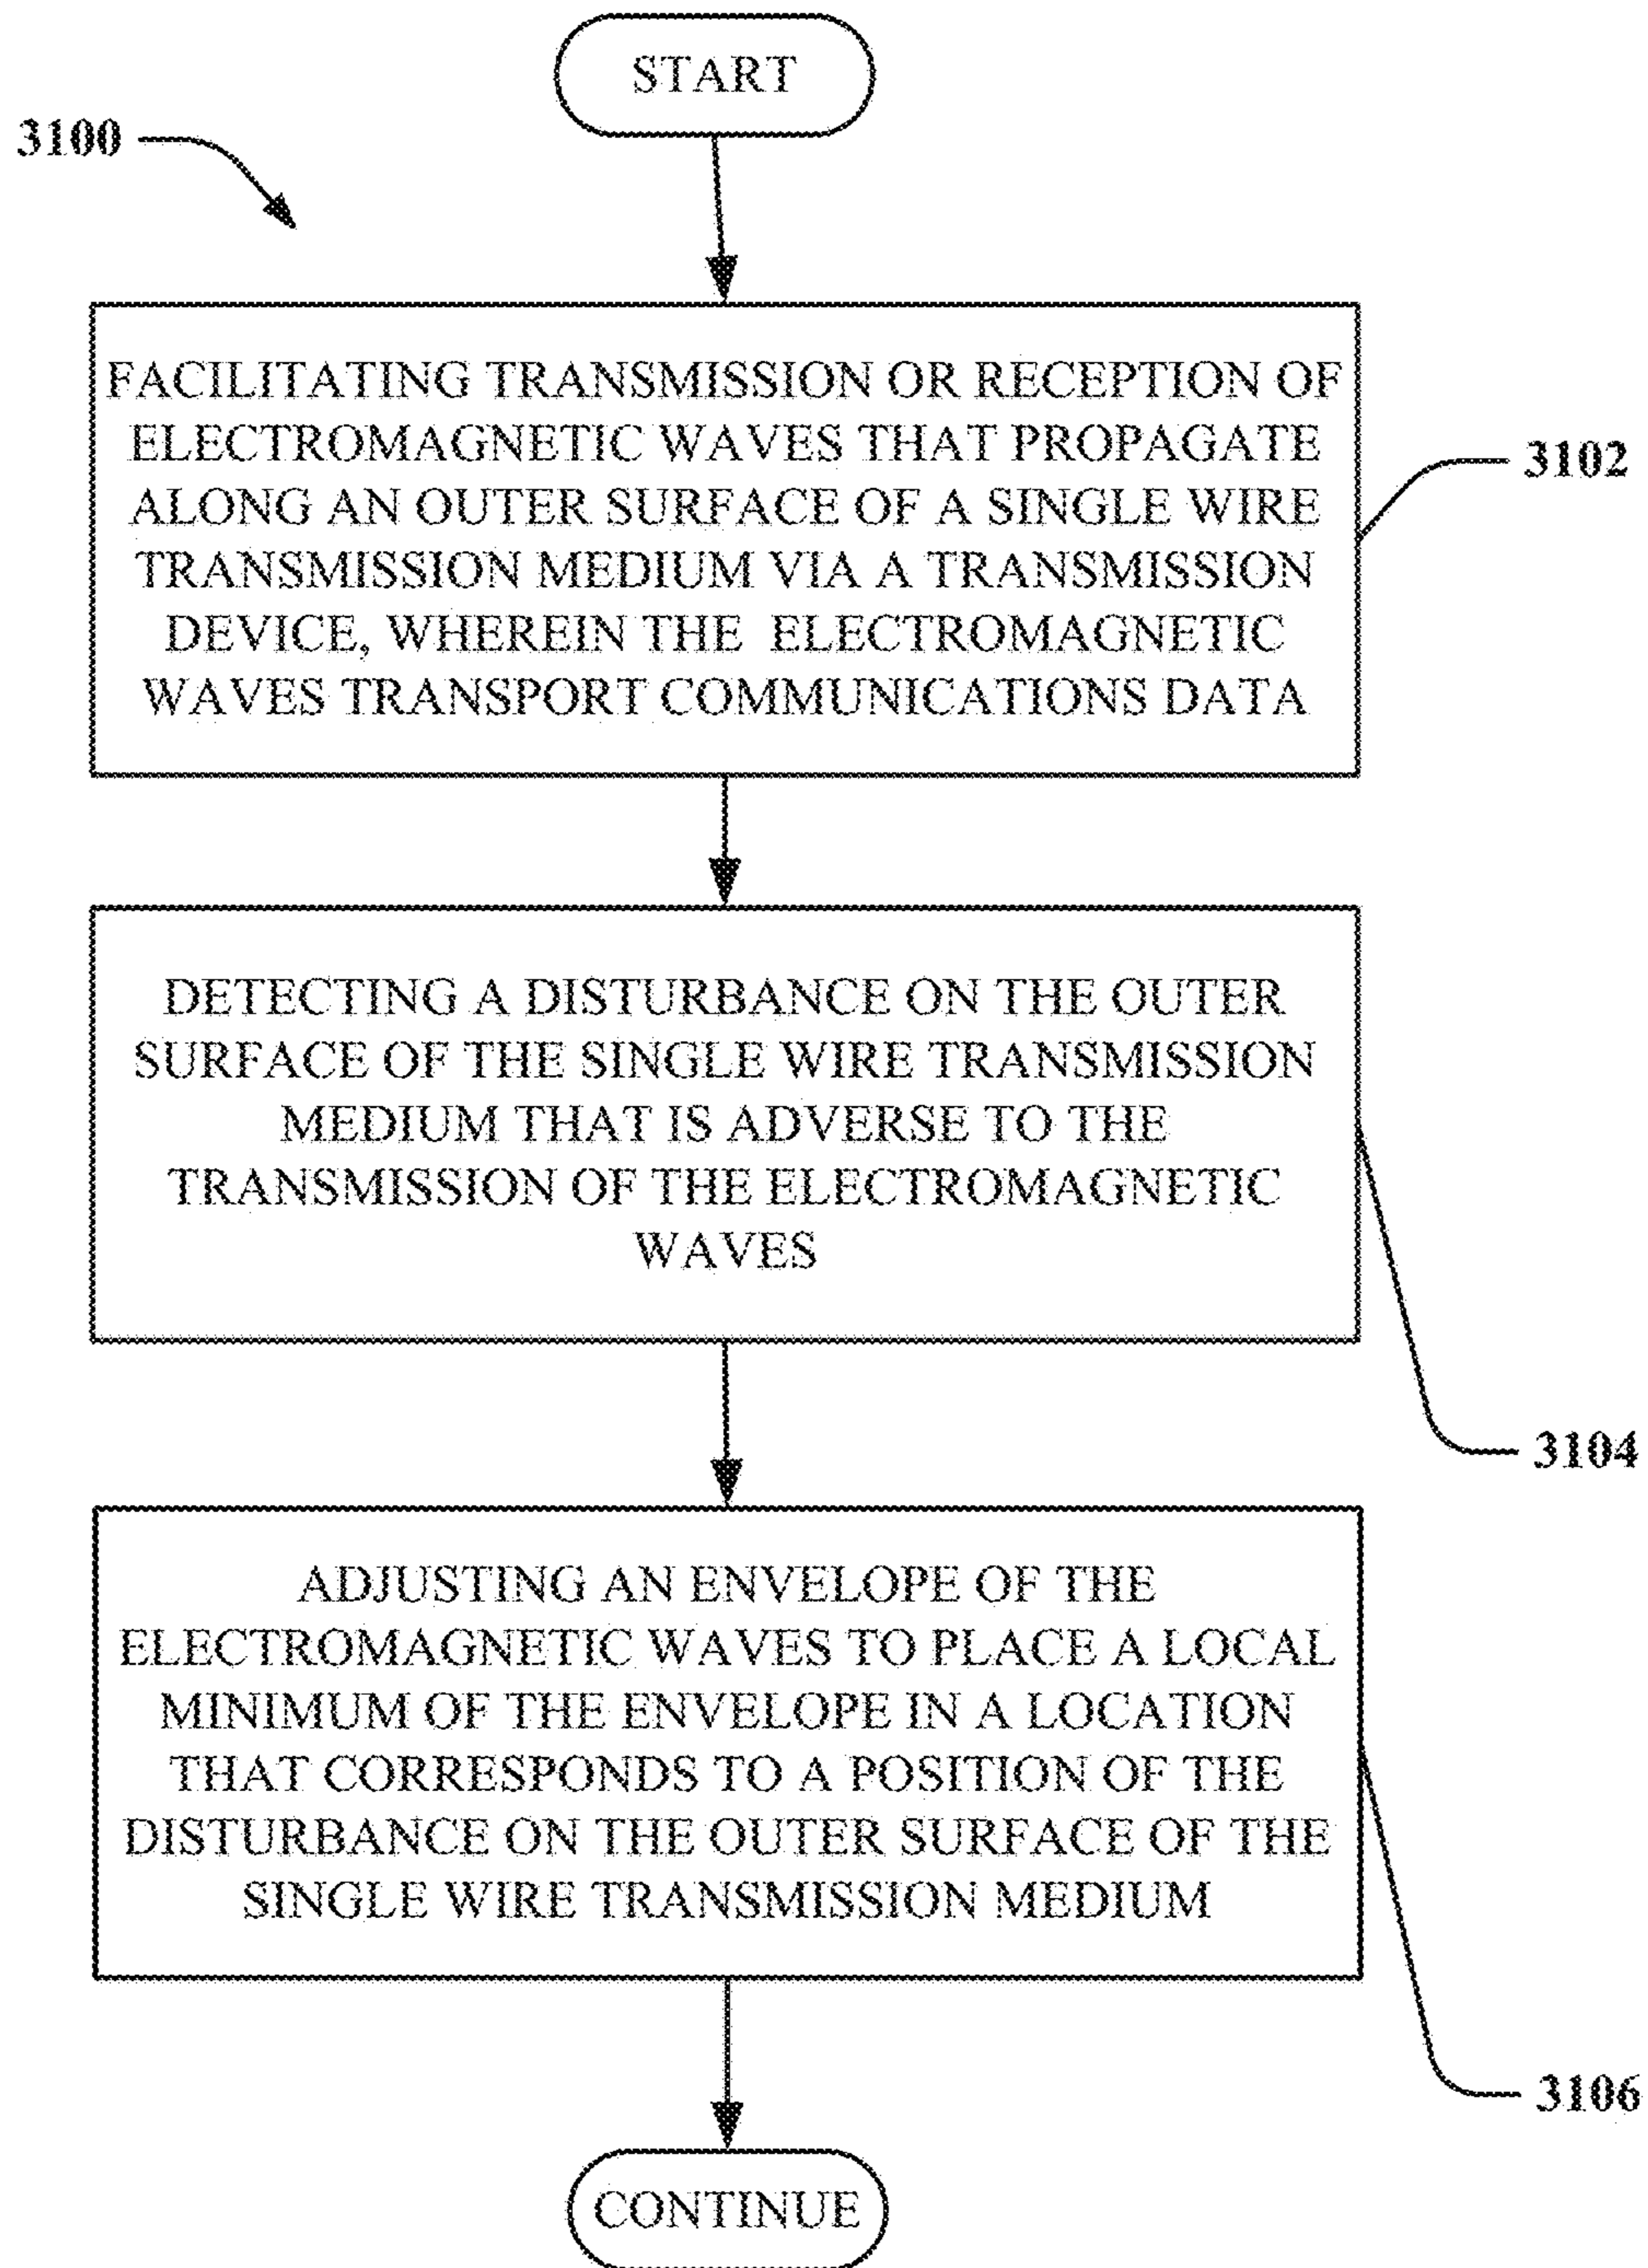 START
3100
FACILITATING TRANSMISSION OR RECEPTION OF
ELECTROMAGNETIC WAVES THAT PROPAGATE
ALONG AN OUTER SURFACE OF A SINGLE WIRE
TRANSMISSION MEDIUM VIA A TRANSMISSION
DEVICE, WHEREIN THE ELECTROMAGNETIC
WAVES TRANSPORT COMMUNICATIONS DATA
3102
DETECTING A DISTURBANCE ON THE OUTER
SURFACE OF THE SINGLE WIRE TRANSMISSION
MEDIUM THAT IS ADVERSE TO THE
TRANSMISSION OF THE ELECTROMAGNETIC
WAVES
3104
ADJUSTING AN ENVELOPE OF THE
ELECTROMAGNETIC WAVES TO PLACE A LOCAL
MINIMUM OF THE ENVELOPE IN A LOCATION
THAT CORRESPONDS TO A POSITION OF THE
DISTURBANCE ON THE OUTER SURFACE OF THE
SINGLE WIRE TRANSMISSION MEDIUM
3106
CONTINUE